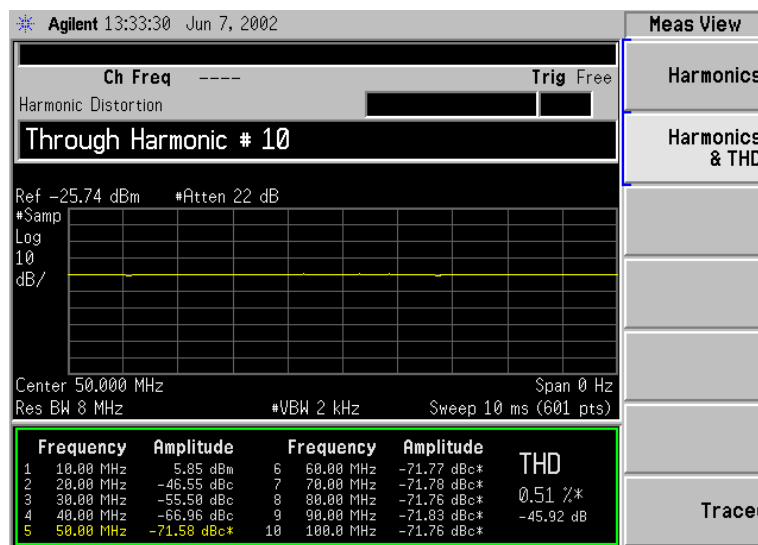 Agilent 13:33:30 Jun 7, 2002
Meas View
Ch Freq ----
Trig Free
Harmonic Distortion
Through Harmonic # 10
Harmonics
Harmonics
& THD
Ref -25.74 dBm #Atten 22 dB
#Samp
Log
10
dB/
Center 50.000 MHz Span 0 Hz
Res BW 8 MHz #VBW 2 kHz Sweep 10 ms (601 pts)
Frequency Amplitude Frequency Amplitude
1 10.00 MHz 5.85 dBm 6 60.00 MHz -71.77 dBc*
2 20.00 MHz -46.55 dBc 7 70.00 MHz -71.78 dBc*
3 30.00 MHz -55.50 dBc 8 80.00 MHz -71.76 dBc*
4 40.00 MHz -66.96 dBc 9 90.00 MHz -71.83 dBc*
5 50.00 MHz -71.58 dBc* 10 100.0 MHz -71.76 dBc*
THD
0.51 %*
-45.92 dB